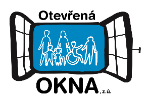 Otevřená
OKNA, z.ú.